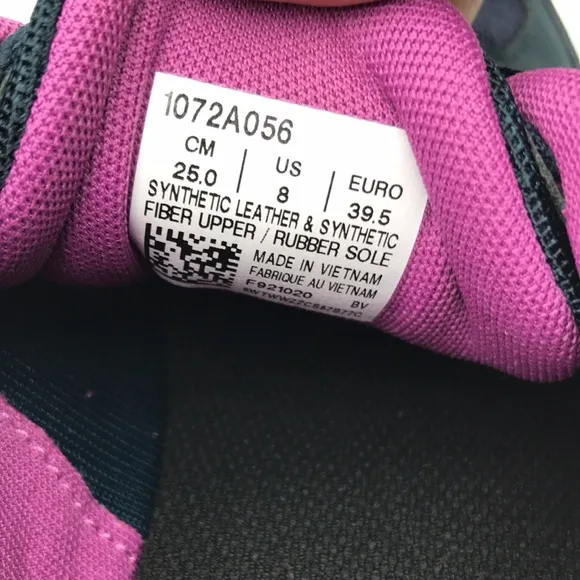 1072A056
CM | US | EURO
25.0 | 8 | 39.5
SYNTHETIC LEATHER & SYNTHETIC
FIBER UPPER / RUBBER SOLE
MADE IN VIETNAM
FABRIQUE AU VIETNAM
F921020 BV